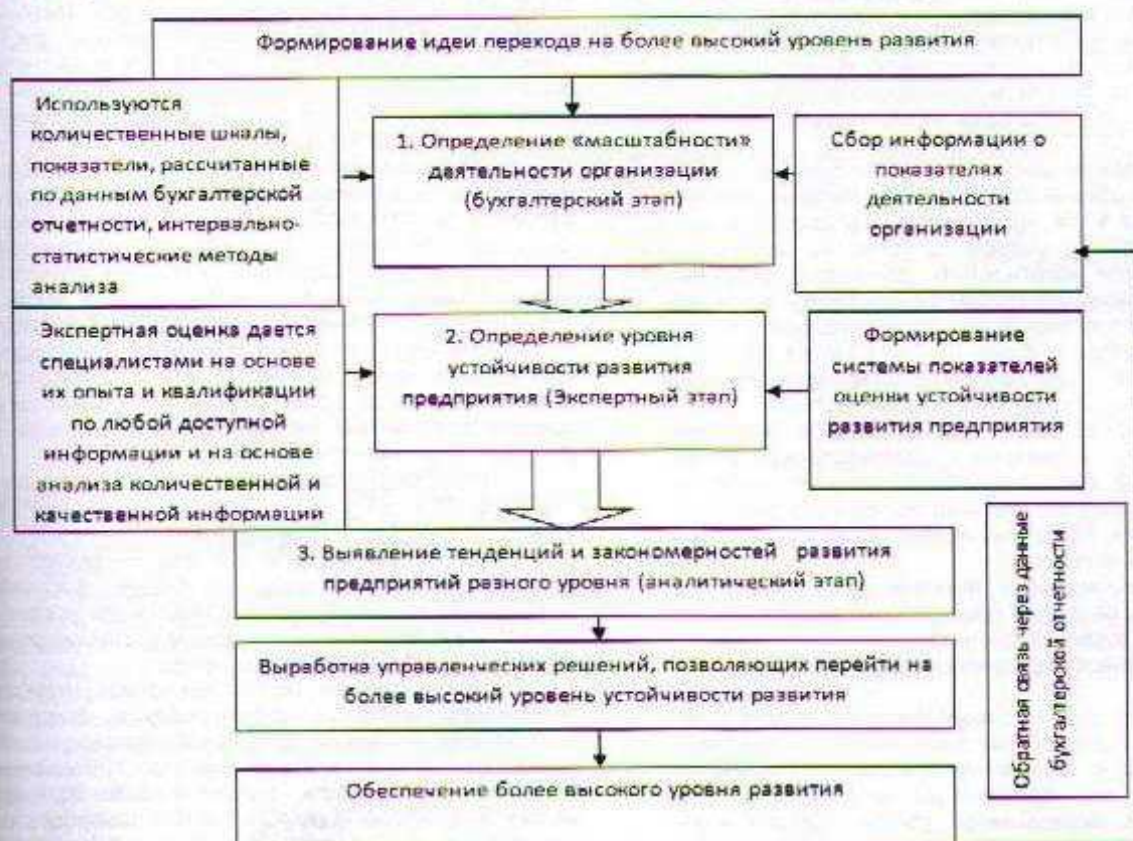 Формирование идеи перехода на более высокий уровень развития
Используются
количественные шкалы,
показатели, рассчитанные
по данным бухгалтерской
отчетности, интервально-
статистические методы
анализа
1. Определение «масштабности»
деятельности организации
(бухгалтерский этап)
Сбор информации о
показателях
деятельности
организации
Экспертная оценка дается
специалистами на основе
их опыта и квалификации
по любой доступной
информации и на основе
анализа количественной и
качественной информации
2. Определение уровня
устойчивости развития
предприятия (Экспертный этап)
Формирование
системы показателей
оценки устойчивости
развития предприятия
3. Выявление тенденций и закономерностей развития
предприятий разного уровня (аналитический этап)
Выработка управленческих решений, позволяющих перейти на
более высокий уровень устойчивости развития
Обеспечение более высокого уровня развития
Обратная связь через данные
бухгалтерской отчетности